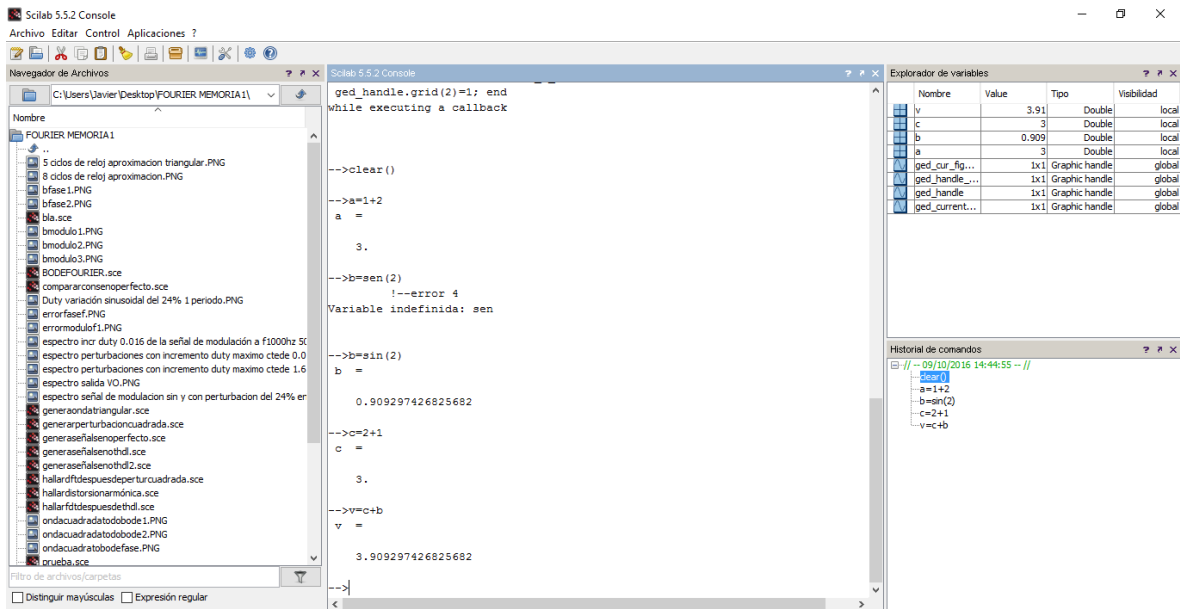 Scilab 5.5.2 Console
Archivo Editar Control Aplicaciones ?
Navegador de Archivos
C:\Users\Javier\Desktop\FOURIER MEMORIA1\
Nombre
FOURIER MEMORIA1
..
5 ciclos de reloj aproximacion triangular.PNG
8 ciclos de reloj aproximacion.PNG
bfase1.PNG
bfase2.PNG
bla.sce
bmodulo1.PNG
bmodulo2.PNG
bmodulo3.PNG
BODEFOURIER.sce
compararconsenoperfecto.sce
Duty variación sinusoidal del 24% 1 periodo.PNG
errorfasef.PNG
errormodulof1.PNG
espectro incr duty 0.016 de la señal de modulación a f1000hz 50
espectro perturbaciones con incremento duty maximo ctede 0.0
espectro perturbaciones con incremento duty maximo ctede 1.6
espectro salida VO.PNG
espectro señal de modulacion sin y con perturbacion del 24% en
generaondatriangular.sce
generarperturbacioncuadrada.sce
generaseñalsenoperfecto.sce
generaseñalsenothdl.sce
generaseñalsenothdl2.sce
hallardftdespuesdeperturcuadrada.sce
hallardistorsionarmónica.sce
hallarfdtdespuesdethdl.sce
ondacuadradatodobode1.PNG
ondacuadradatodobode2.PNG
ondacuadratobodefase.PNG
prueba.sce
Filtro de archivos/carpetas
Distinguir mayúsculas Expresión regular
Scilab 5.5.2 Console
ged_handle.grid(2)=1; end
while executing a callback
-->clear()
-->a=1+2
a =
3.
-->b=sen(2)
!--error 4
Variable indefinida: sen
-->b=sin(2)
b =
0.909297426825682
-->c=2+1
c =
3.
-->v=c+b
v =
3.909297426825682
-->
Explorador de variables
Nombre Value Tipo Visibilidad
v 3.91 Double local
c 3 Double local
b 0.909 Double local
a 3 Double local
ged_cur_fig... 1x1 Graphic handle global
ged_handle_... 1x1 Graphic handle global
ged_handle 1x1 Graphic handle global
ged_current... 1x1 Graphic handle global
Historial de comandos
// -- 09/10/2016 14:44:55 -- //
clear()
a=1+2
b=sin(2)
c=2+1
v=c+b